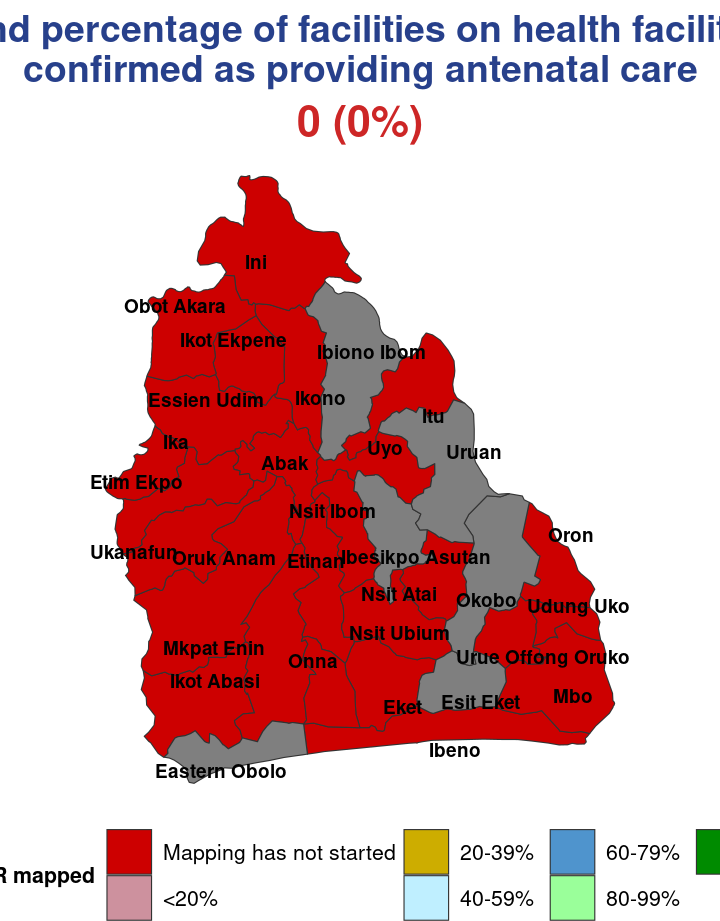 nd percentage of facilities on health facilit
confirmed as providing antenatal care
0 (0%)
Ini
Obot Akara
Ikot Ekpene
Ibiono Ibom
Essien Udim
Ikono
Itu
Ika
Uyo
Uruan
Abak
Etim Ekpo
Nsit Ibom
Oron
Ukanafun
Oruk Anam
Etinan
Ibesikpo Asutan
Nsit Atai
Okobo
Udung Uko
Nsit Ubium
Mkpat Enin
Onna
Urue Offong Oruko
Ikot Abasi
Eket
Esit Eket
Mbo
Ibeno
Eastern Obolo
R mapped
Mapping has not started
20-39%
60-79%
<20%
40-59%
80-99%